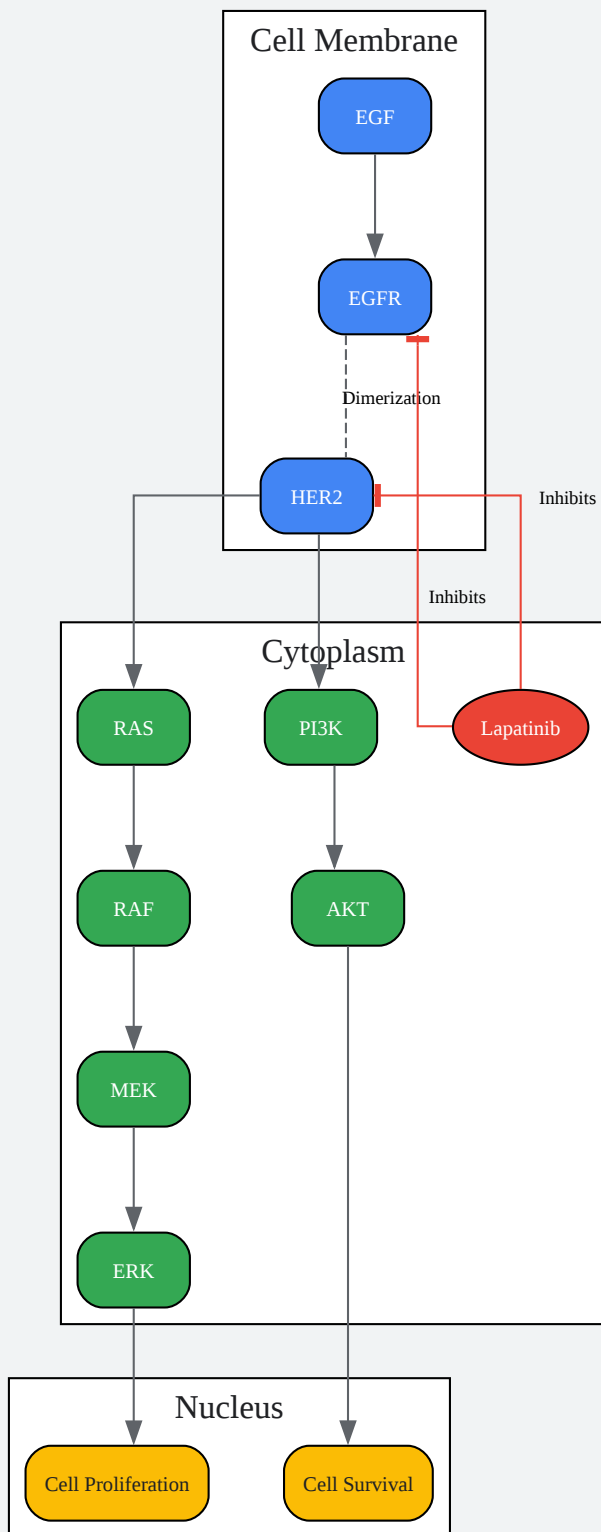 Cell Membrane
EGF
EGFR
Dimerization
HER2
Inhibits
Inhibits
Cytoplasm
RAS
PI3K
Lapatinib
RAF
AKT
MEK
ERK
Nucleus
Cell Proliferation
Cell Survival